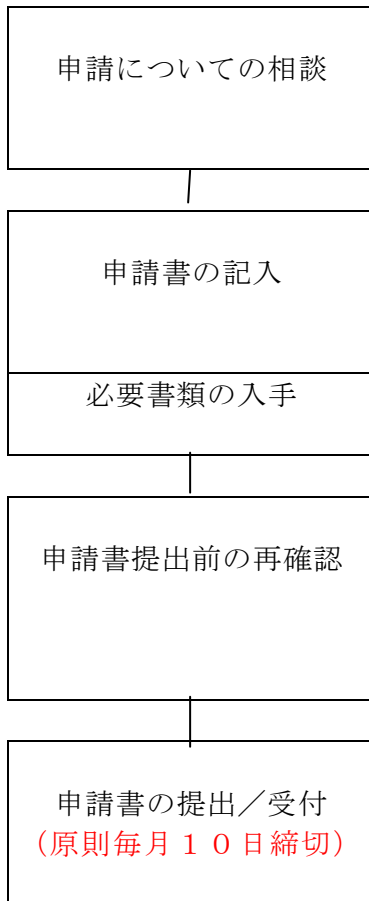 申請についての相談
申請書の記入
必要書類の入手
申請書提出前の再確認
申請書の提出／受付
（原則毎月１０日締切）